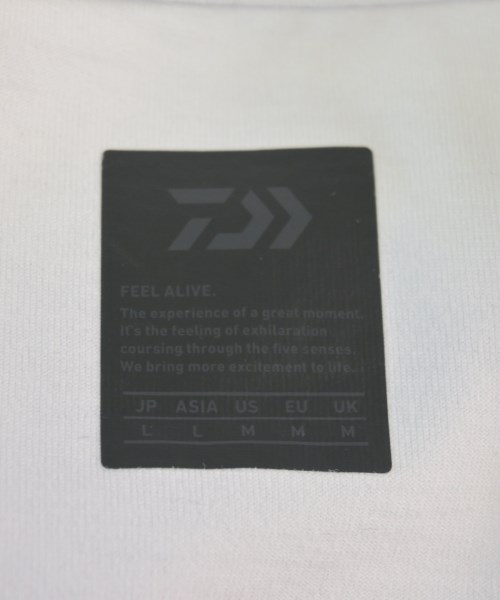 FEEL ALIVE.
The experience of a great moment.
It's the feeling of exhilaration
coursing through the five senses.
We bring more excitement to life.
JP ASIA US EU UK
L L M M M